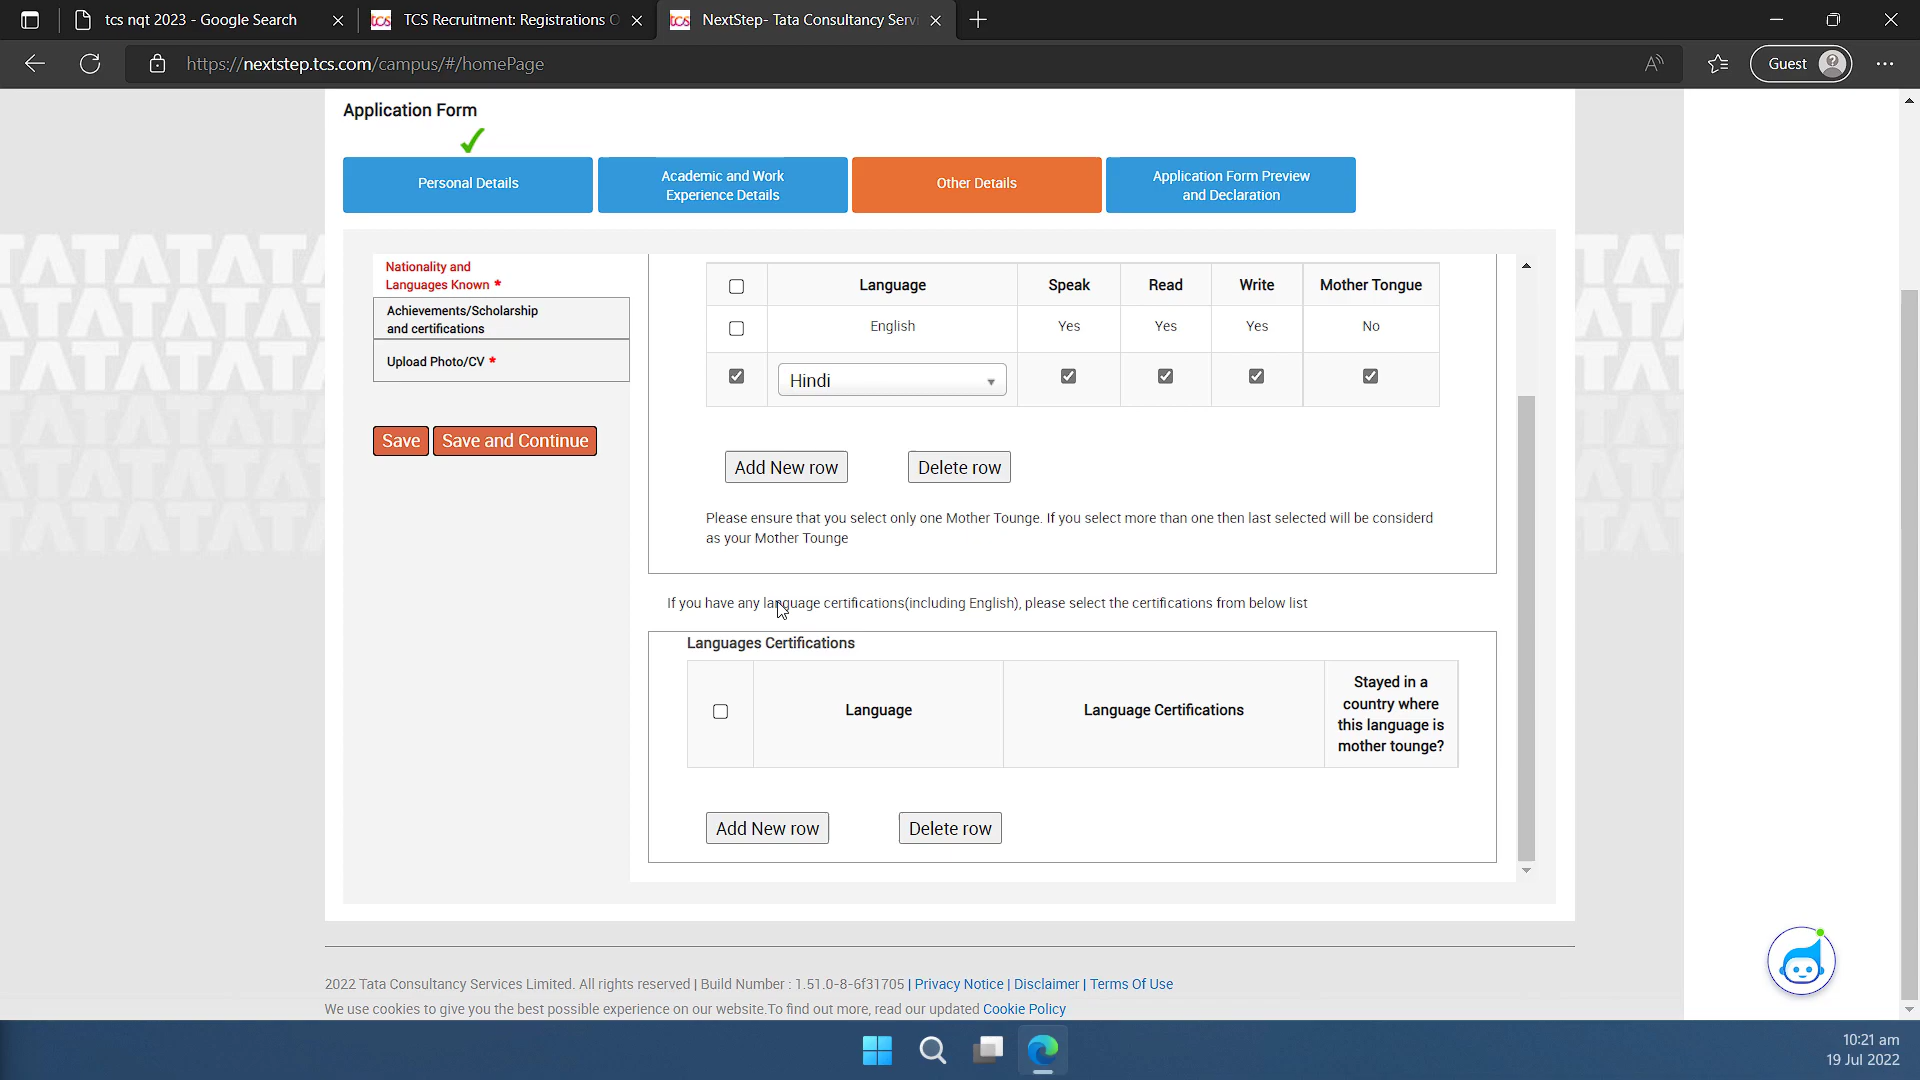 tcs nqt 2023 - Google Search
TCS Recruitment: Registrations O
NextStep- Tata Consultancy Serv
https://nextstep.tcs.com/campus/#/homePage
Guest
Application Form
Personal Details
Academic and Work
Experience Details
Other Details
Application Form Preview
and Declaration
Nationality and
Languages Known *
Achievements/Scholarship
and certifications
Upload Photo/CV *
Save
Save and Continue
Language Speak Read Write Mother Tongue
English Yes Yes Yes No
Hindi
Add New row
Delete row
Please ensure that you select only one Mother Tounge. If you select more than one then last selected will be considerd
as your Mother Tounge
If you have any language certifications(including English), please select the certifications from below list
Languages Certifications
Language
Language Certifications
Stayed in a
country where
this language is
mother tounge?
Add New row
Delete row
2022 Tata Consultancy Services Limited. All rights reserved | Build Number : 1.51.0-8-6f31705 | Privacy Notice | Disclaimer | Terms Of Use
We use cookies to give you the best possible experience on our website.To find out more, read our updated Cookie Policy
10:21 am
19 Jul 2022